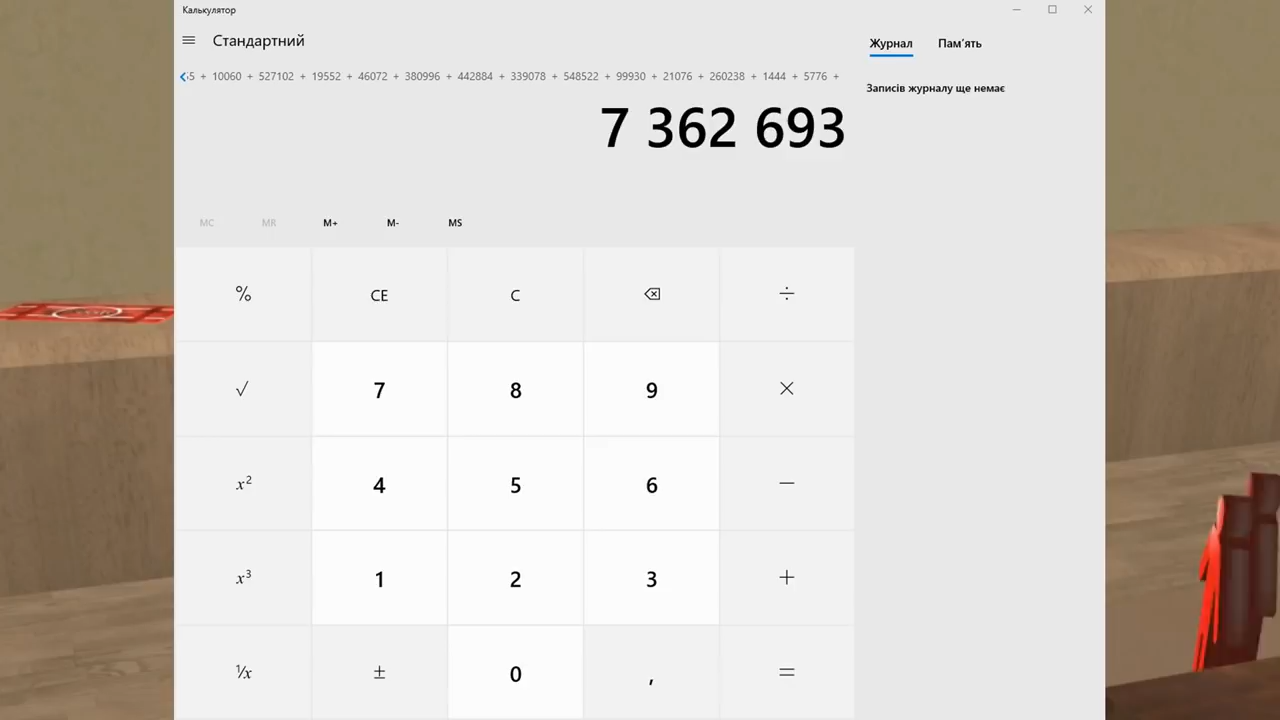 Калькулятор
Стандартний
Журнал Пам'ять
5 + 10060 + 527102 + 19552 + 46072 + 380996 + 442884 + 339078 + 548522 + 99930 + 21076 + 260238 + 1444 + 5776 +
Записів журналу ще немає
7 362 693
MC MR M+ M- MS
% CE C ÷
√ 7 8 9 ×
x² 4 5 6 −
x³ 1 2 3 +
¹/x ± 0 , =